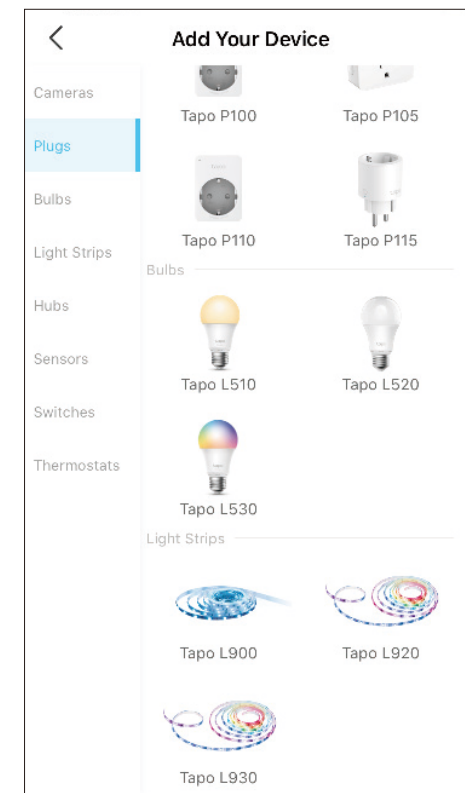 Add Your Device
Cameras
Plugs
Bulbs
Light Strips
Hubs
Sensors
Switches
Thermostats
Tapo P100 Tapo P105
Tapo P110 Tapo P115
Bulbs
Tapo L510 Tapo L520
Tapo L530
Light Strips
Tapo L900 Tapo L920
Tapo L930